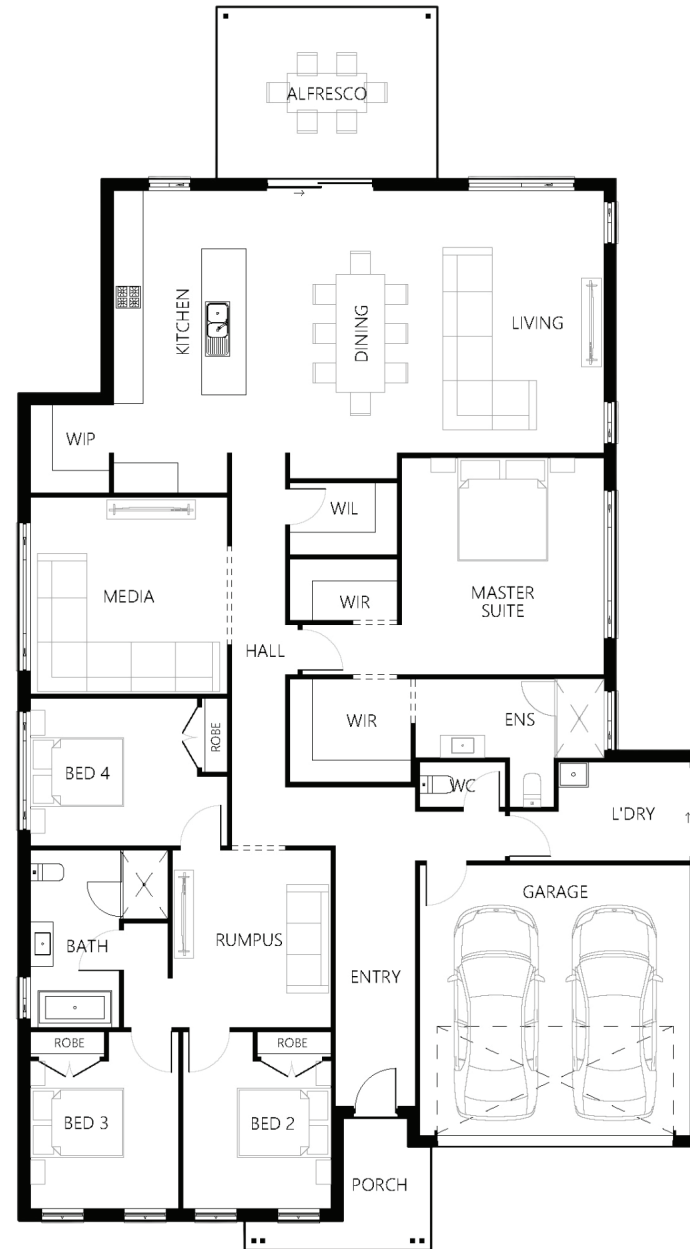 ALFRESCO
KITCHEN
DINING
LIVING
WIP
WIL
MEDIA
WIR
MASTER
SUITE
HALL
WIR
ENS
ROBE
BED 4
WC
L'DRY
GARAGE
BATH
RUMPUS
ENTRY
ROBE
ROBE
BED 3
BED 2
PORCH